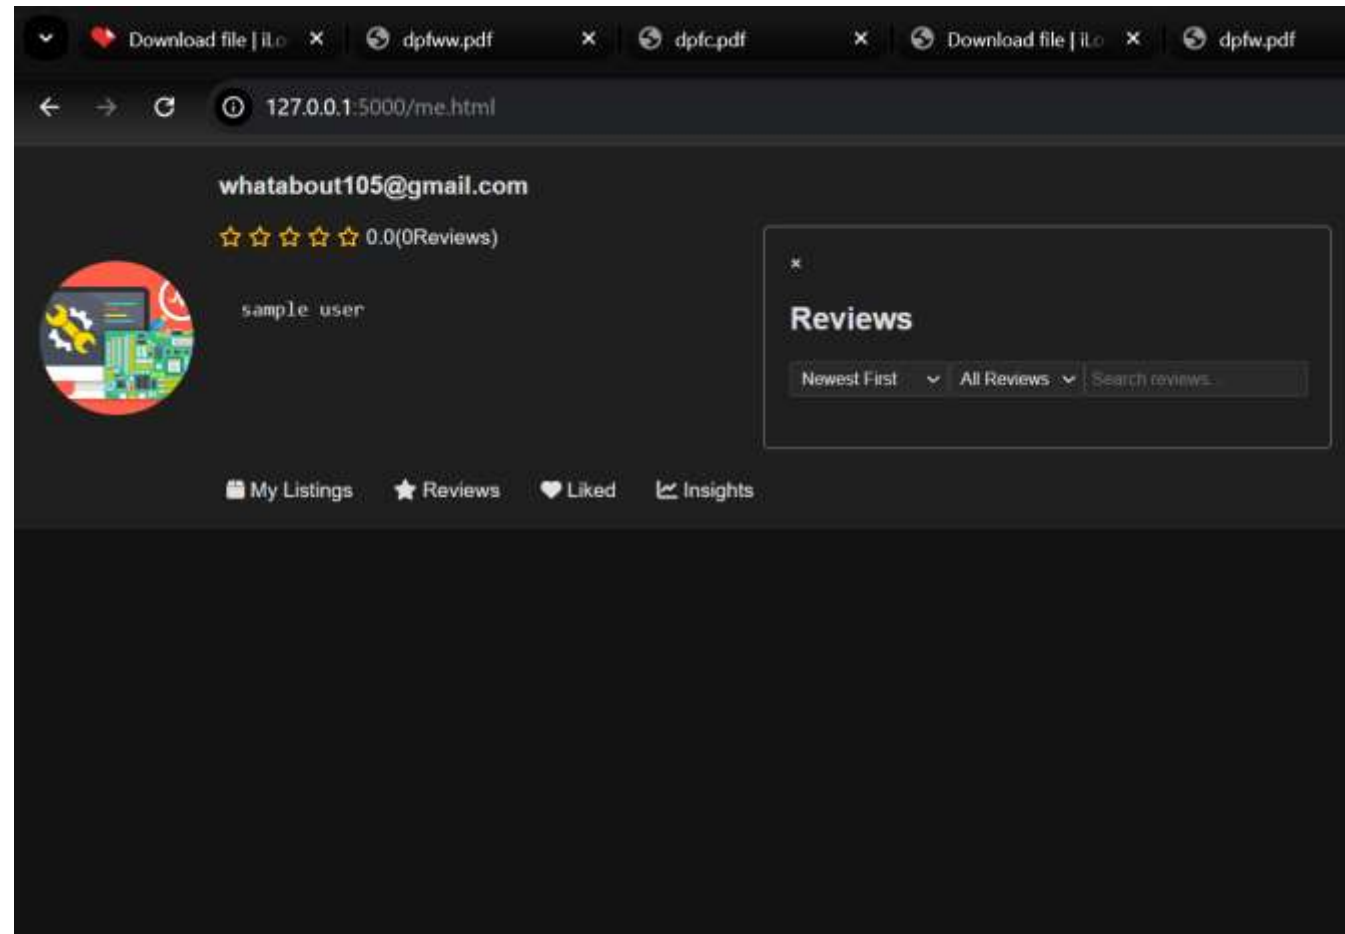 Download file | iLo
dpfww.pdf
dpfc.pdf
Download file | iLo
dpfw.pdf
127.0.0.1:5000/me.html
whatabout105@gmail.com
0.0(0Reviews)
sample user
Reviews
Newest First
All Reviews
Search reviews...
My Listings
Reviews
Liked
Insights